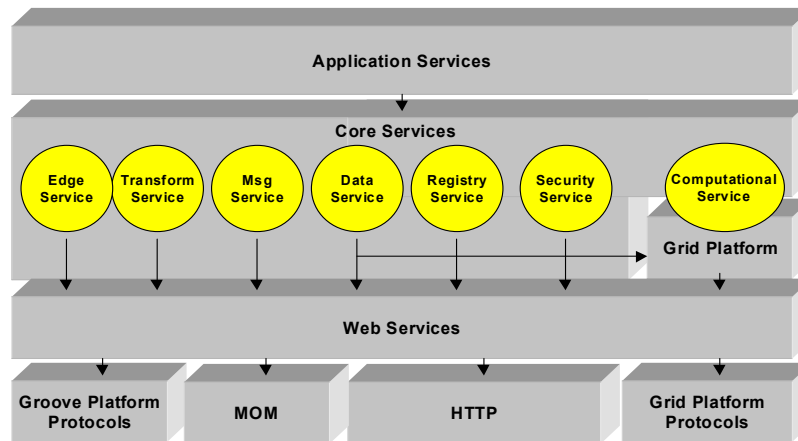 Application Services
Core Services
Edge
Service
Transform
Service
Msg
Service
Data
Service
Registry
Service
Security
Service
Computational
Service
Grid Platform
Web Services
Groove Platform
Protocols
MOM
HTTP
Grid Platform
Protocols